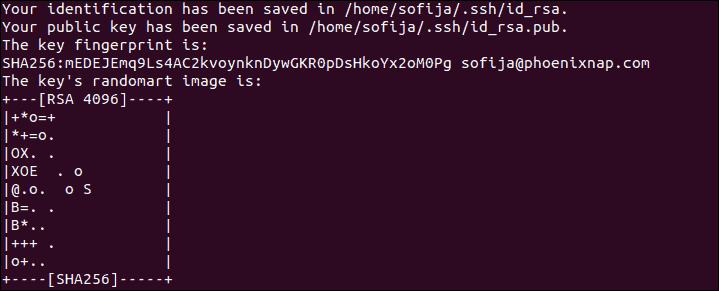 Your identification has been saved in /home/sofija/.ssh/id_rsa.
Your public key has been saved in /home/sofija/.ssh/id_rsa.pub.
The key fingerprint is:
SHA256:mEDEJEmq9Ls4AC2kvoynknDywGKR0pDsHkoYx2oM0Pg sofija@phoenixnap.com
The key's randomart image is:
+---[RSA 4096]----+
|+*o=+            |
|*+=o.            |
|OX. .            |
|XOE  . o         |
|@.o.  o S        |
|B=. .            |
|B*..             |
|+++ .            |
|o+..             |
+----[SHA256]-----+